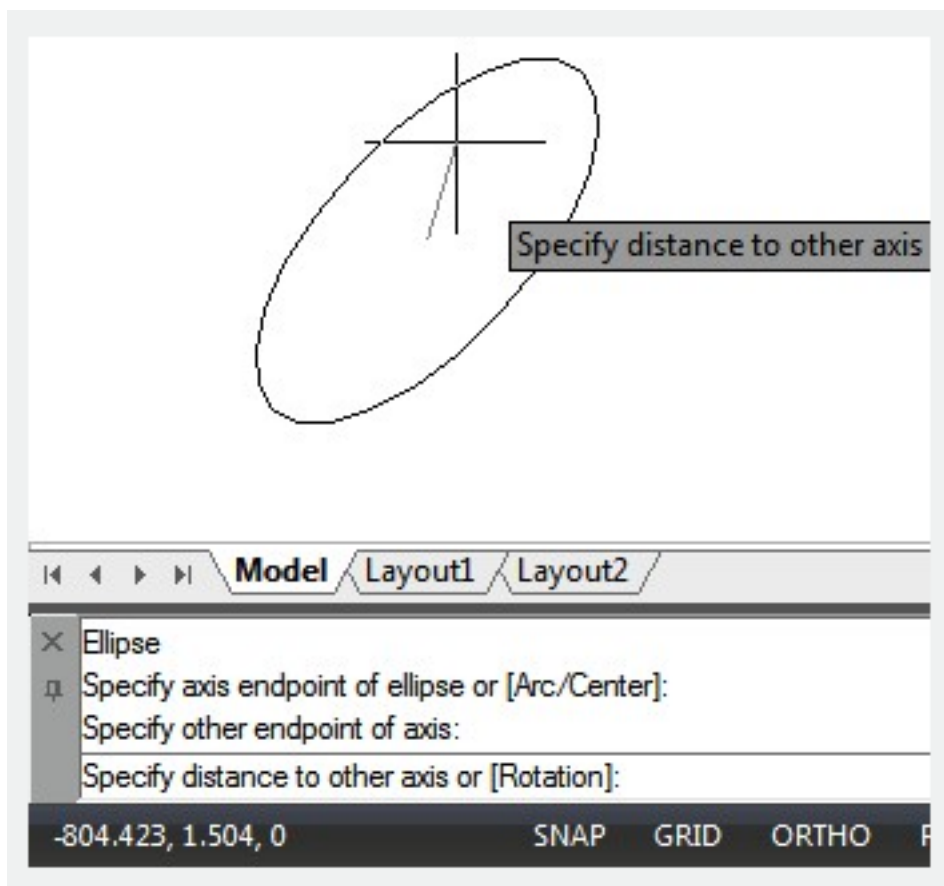 Specify distance to other axis
Model Layout1 Layout2
Ellipse
Specify axis endpoint of ellipse or [Arc/Center]:
Specify other endpoint of axis:
Specify distance to other axis or [Rotation]:
-804.423, 1.504, 0 SNAP GRID ORTHO